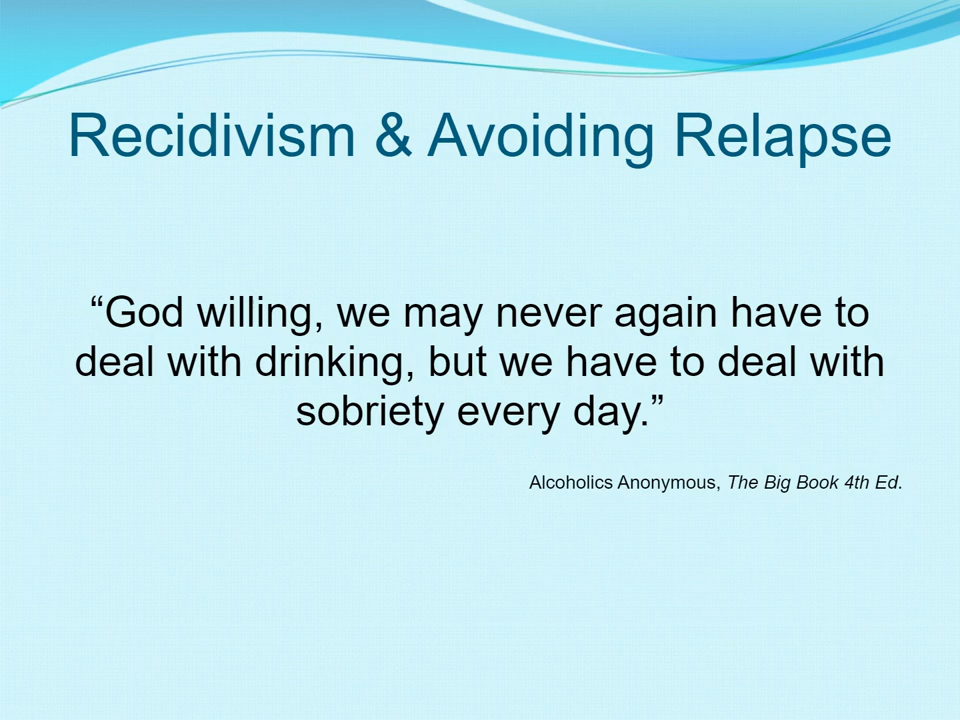 Recidivism & Avoiding Relapse
“God willing, we may never again have to
deal with drinking, but we have to deal with
sobriety every day.”
Alcoholics Anonymous, The Big Book 4th Ed.